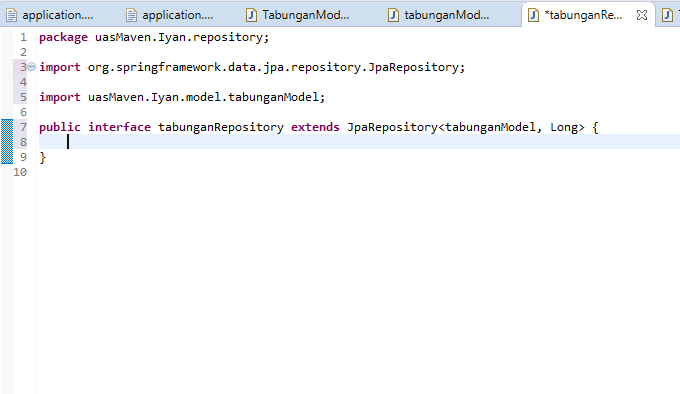 application....
application....
TabunganMod...
tabunganMod...
*tabunganRe...
1 package uasMaven.Iyan.repository;
2
3 import org.springframework.data.jpa.repository.JpaRepository;
4
5 import uasMaven.Iyan.model.tabunganModel;
6
7 public interface tabunganRepository extends JpaRepository<tabunganModel, Long> {
8
9 }
10